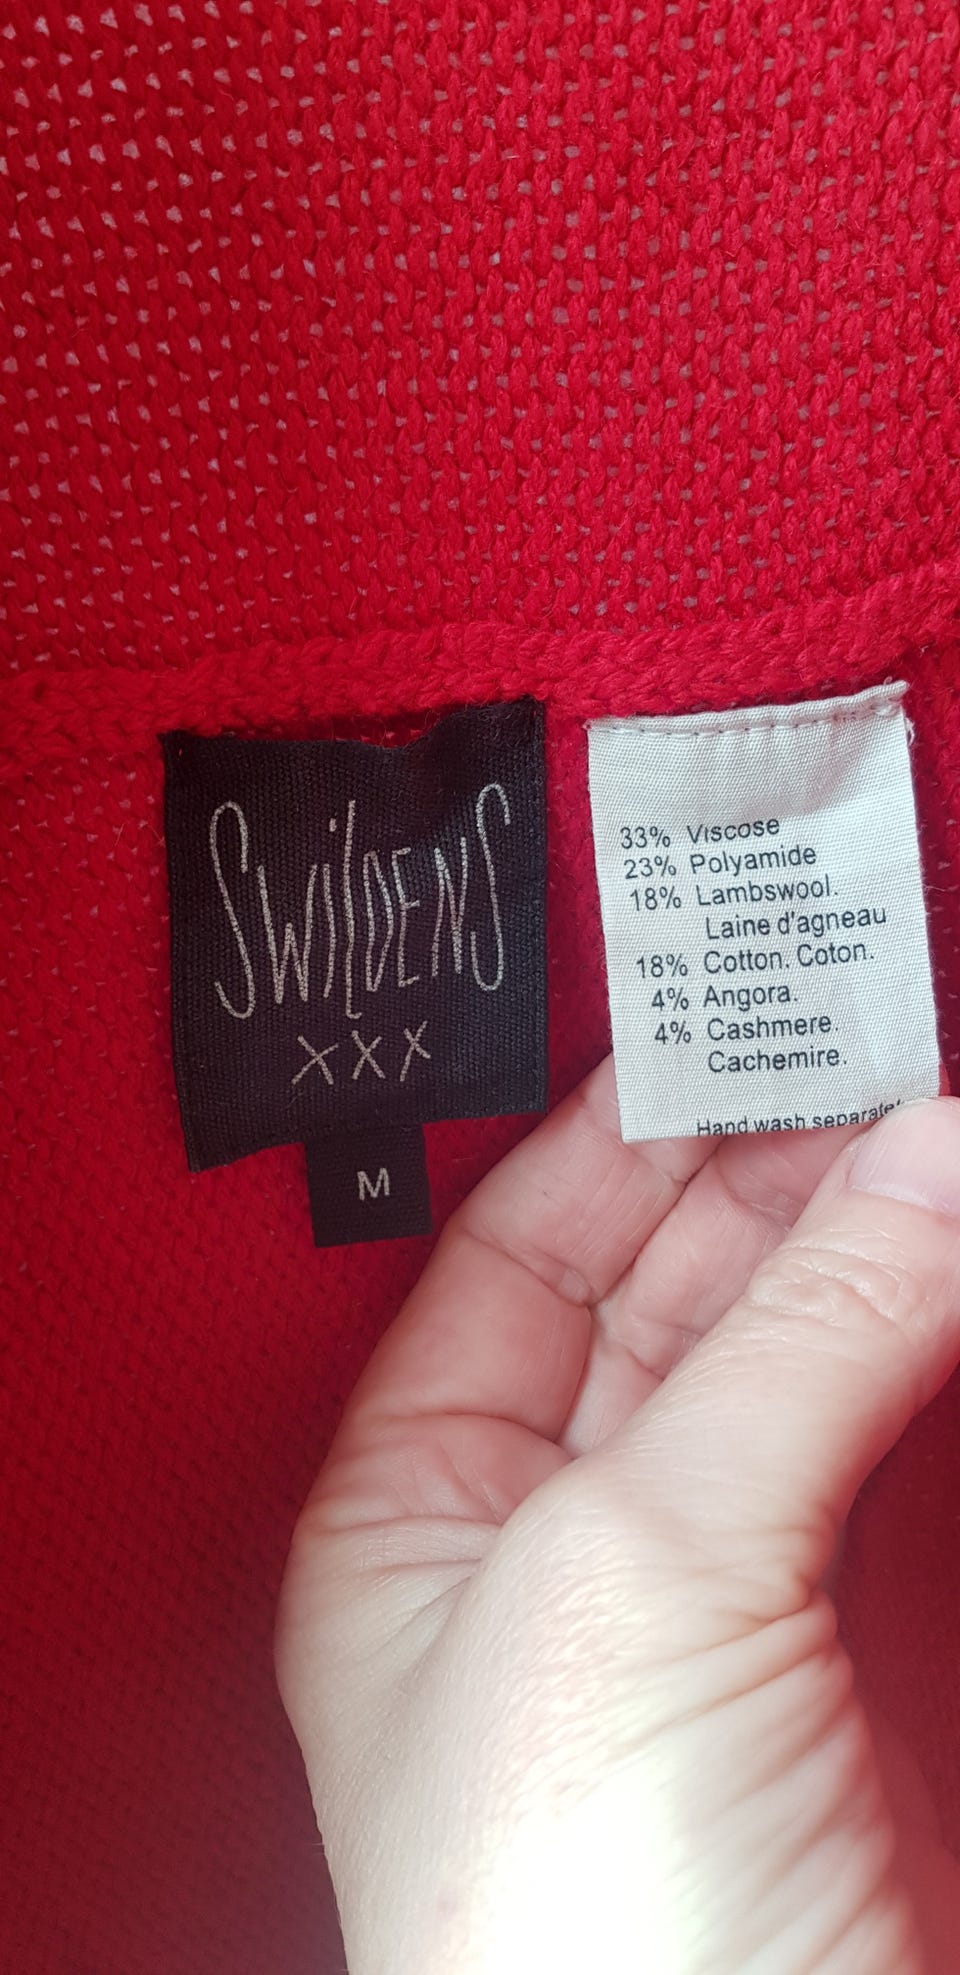 SWILDENS
XXX
M
33% Viscose
23% Polyamide
18% Lambswool.
Laine d'agneau
18% Cotton. Coton.
4% Angora.
4% Cashmere.
Cachemire.
Hand wash